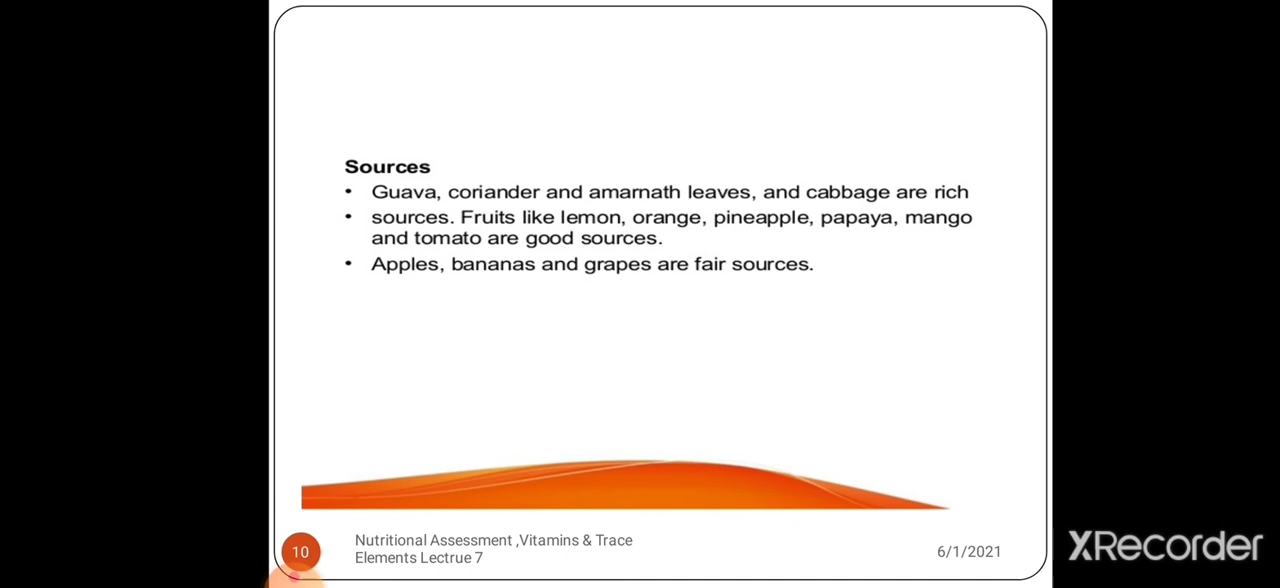 Sources
• Guava, coriander and amarnath leaves, and cabbage are rich
• sources. Fruits like lemon, orange, pineapple, papaya, mango
and tomato are good sources.
• Apples, bananas and grapes are fair sources.
10
Nutritional Assessment ,Vitamins & Trace
Elements Lectrue 7
6/1/2021
XRecorder